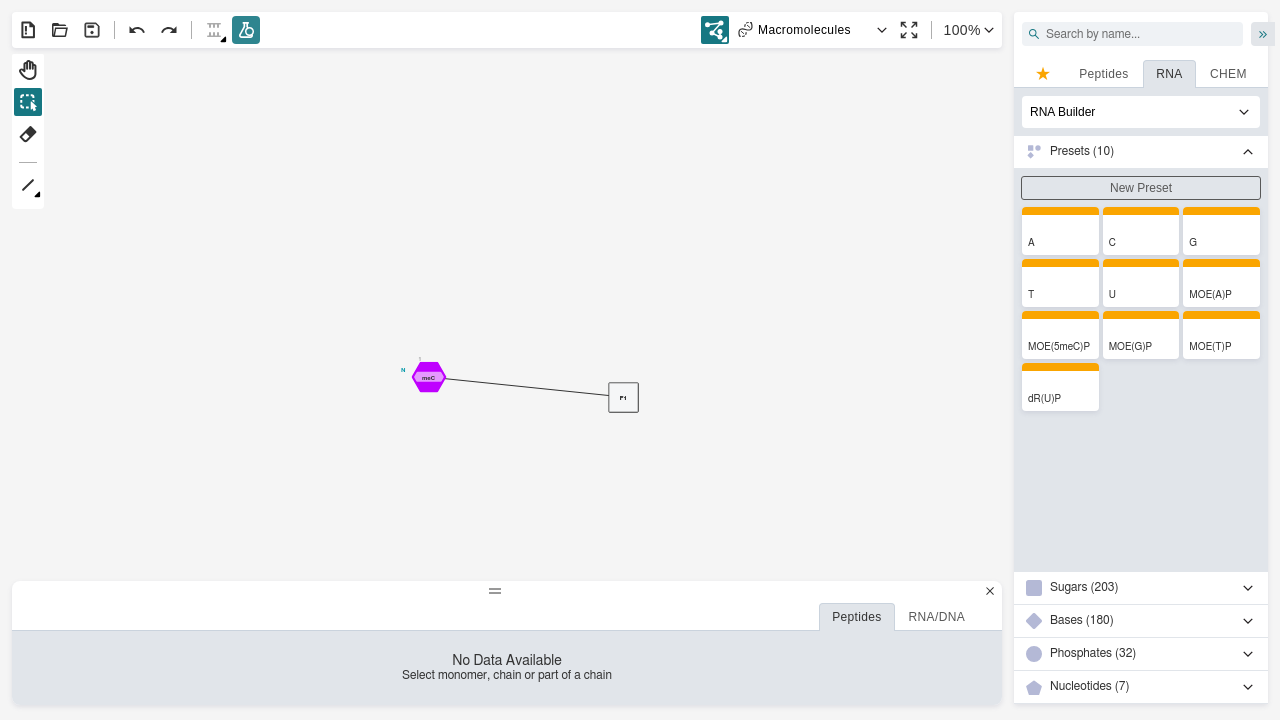 Macromolecules
100%
Search by name...
Peptides
RNA
CHEM
RNA Builder
Presets (10)
New Preset
A
C
G
T
U
MOE(A)P
MOE(5meC)P
MOE(G)P
MOE(T)P
dR(U)P
N
1
meC
F1
Sugars (203)
Bases (180)
Phosphates (32)
Nucleotides (7)
Peptides
RNA/DNA
No Data Available
Select monomer, chain or part of a chain